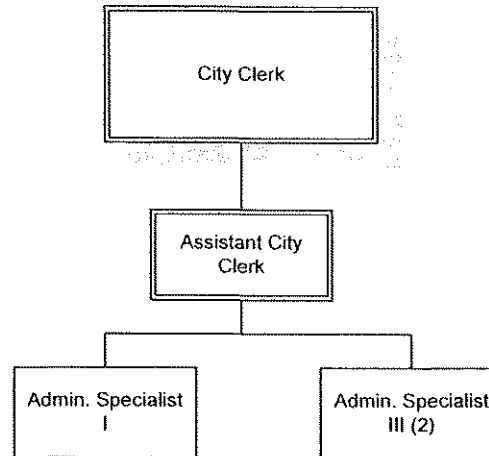 City Clerk
Assistant City
Clerk
Admin. Specialist
I
Admin. Specialist
III (2)